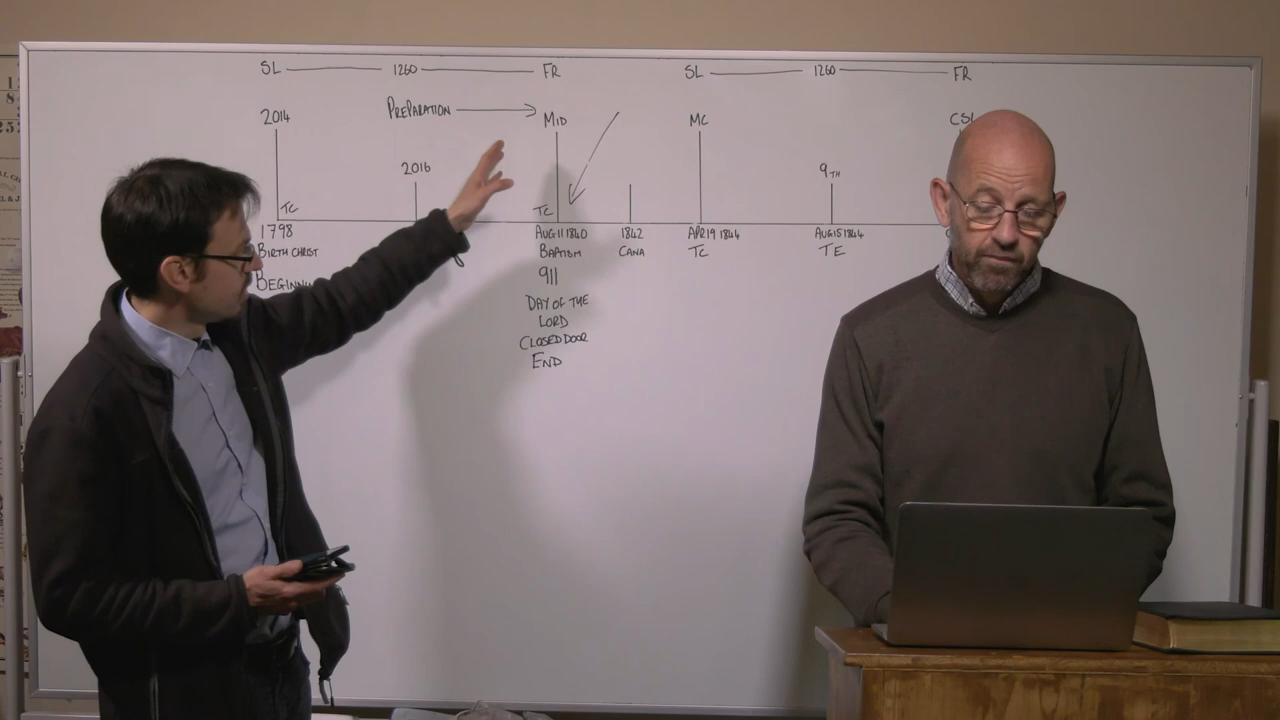 SL 1260 FR SL 1260 FR
2014 PREPARATION MID MC
2016 9TH
TC TC
1798 AUG 11 1840 1842 APR 19 1844 AUG 15 1844
BIRTH CHRIST BAPTISM CANA TC TE
911
DAY OF THE
LORD
CLOSED DOOR
END